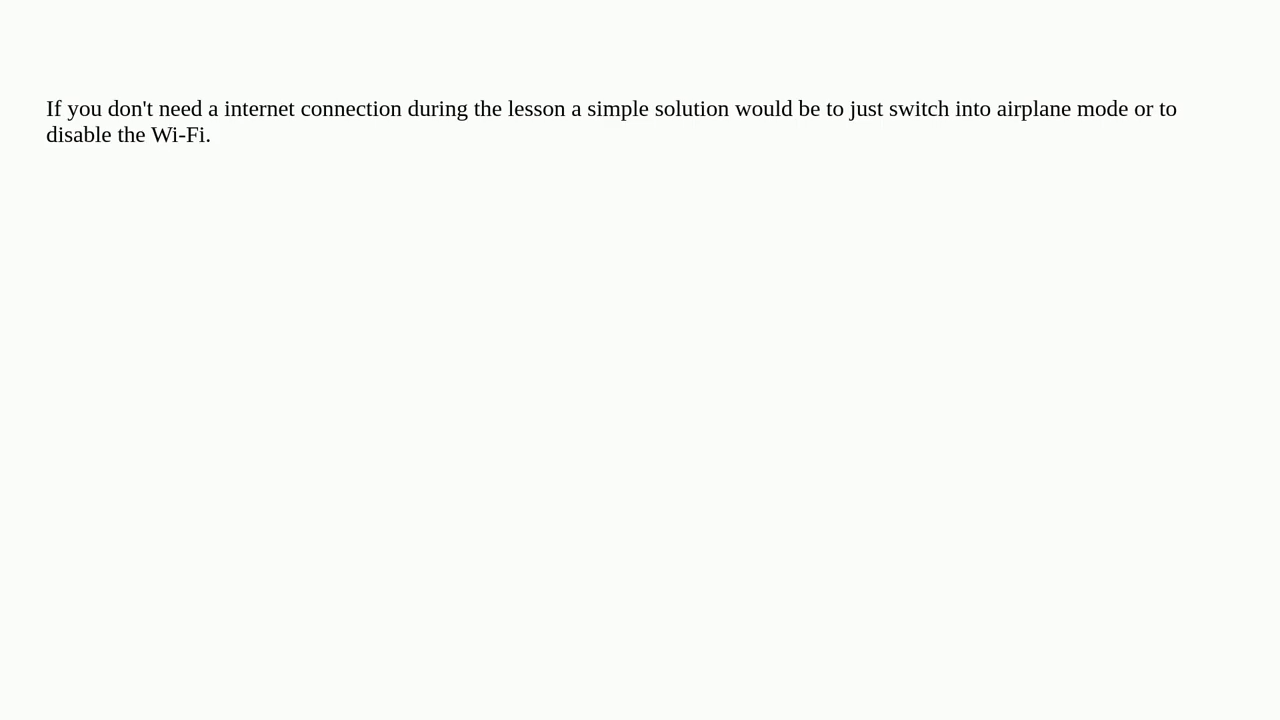 If you don't need a internet connection during the lesson a simple solution would be to just switch into airplane mode or to
disable the Wi-Fi.